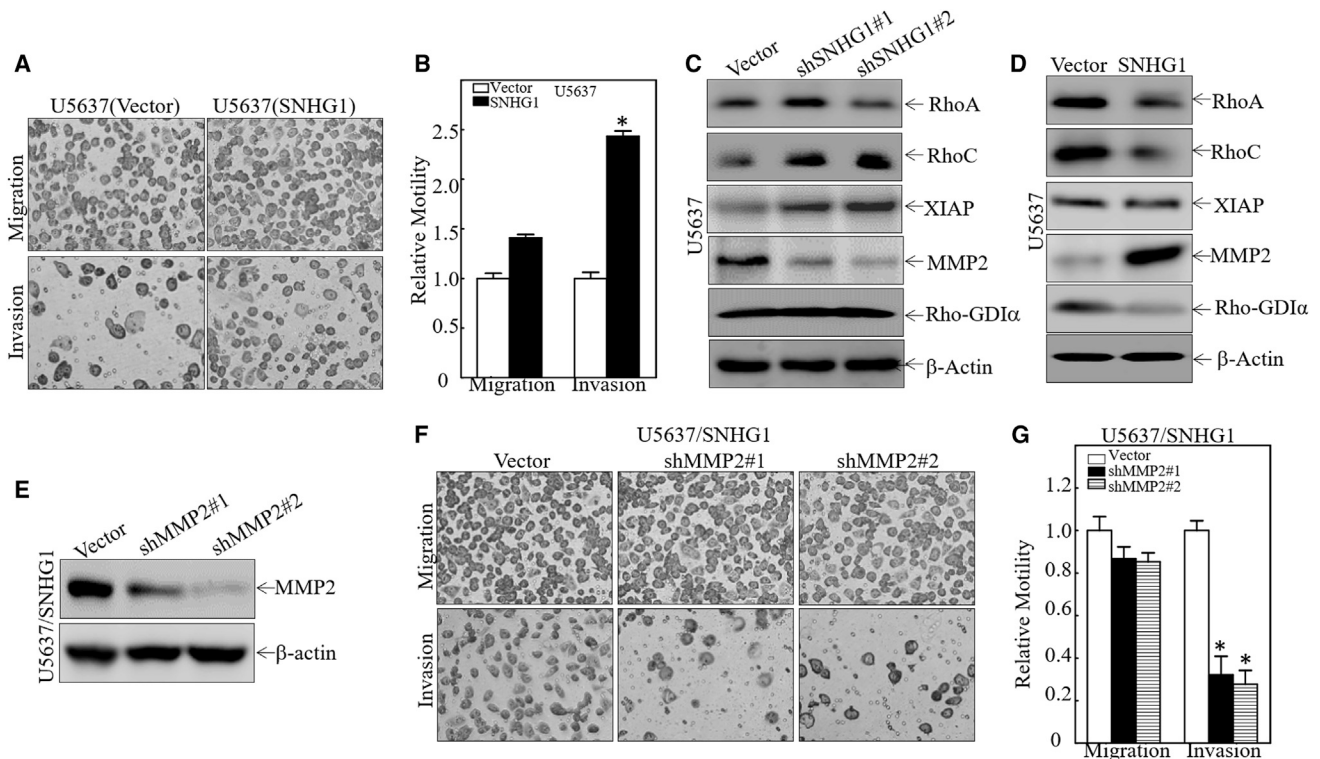 A
U5637(Vector) U5637(SNHG1)
Migration
Invasion
B
Vector
SNHG1
U5637
Relative Motility
2.5
2.0
1.5
1.0
0.5
0
Migration Invasion
*
C
Vector shSNHG1#1 shSNHG1#2
U5637
←RhoA
←RhoC
←XIAP
←MMP2
←Rho-GDIα
←β-Actin
D
Vector SNHG1
U5637
←RhoA
←RhoC
←XIAP
←MMP2
←Rho-GDIα
←β-Actin
E
Vector shMMP2#1 shMMP2#2
U5637/SNHG1
←MMP2
←β-actin
F
U5637/SNHG1
Vector shMMP2#1 shMMP2#2
Migration
Invasion
G
U5637/SNHG1
Vector
shMMP2#1
shMMP2#2
Relative Motility
1.2
1.0
0.8
0.6
0.4
0.2
0
* *
Migration Invasion